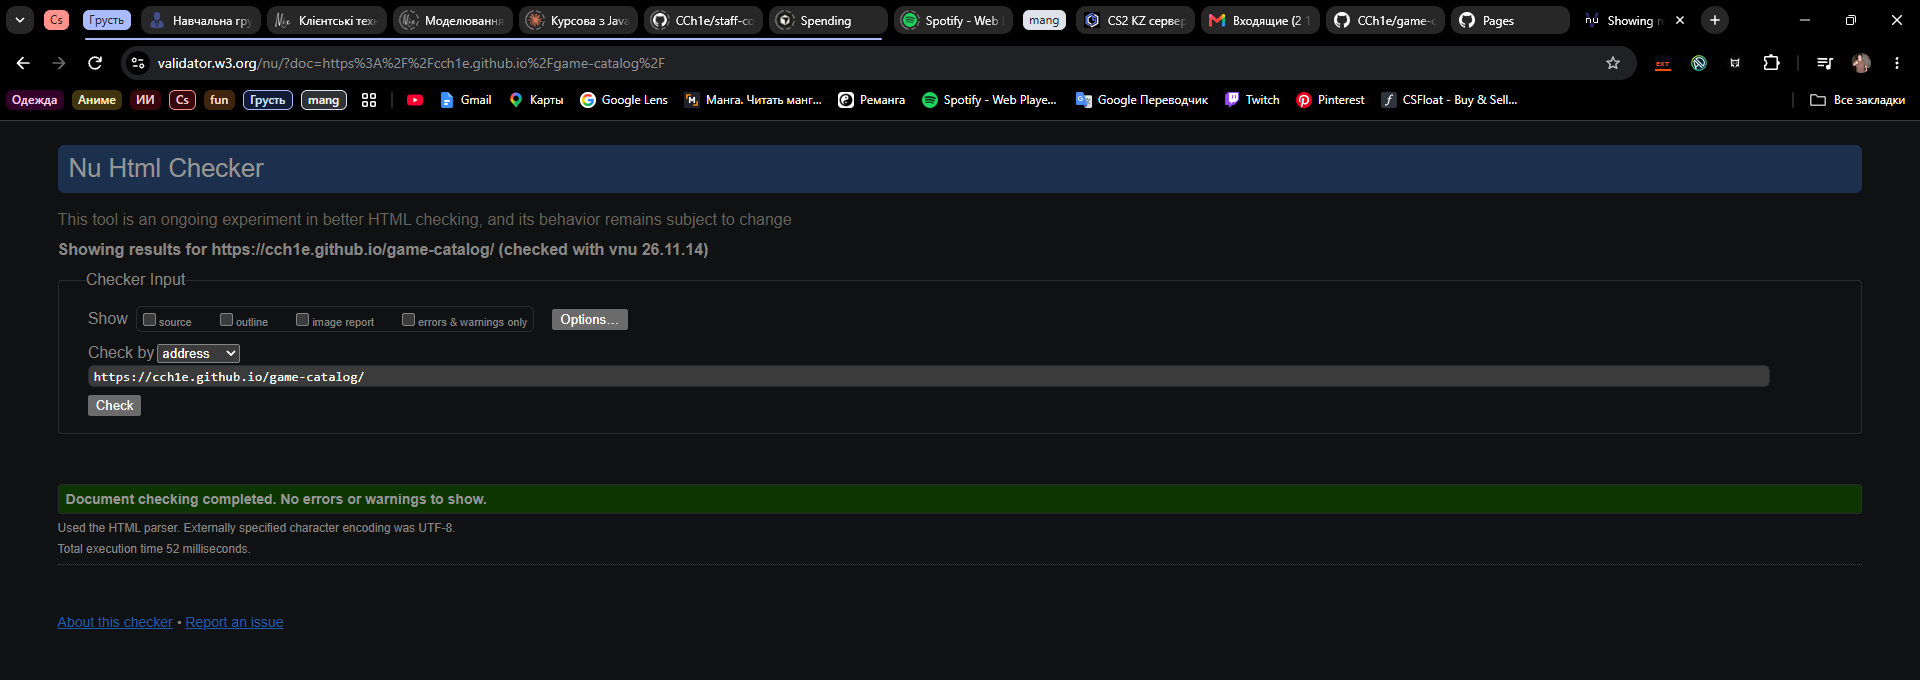 Cs
Грусть
Навчальна гру
Клієнтські техн
Моделювання
Курсова з Java
CCh1e/staff-co
Spending
Spotify - Web
mang
CS2 KZ сервер
Входящие (2 1
CCh1e/game-c
Pages
Showing re
validator.w3.org/nu/?doc=https%3A%2F%2Fcch1e.github.io%2Fgame-catalog%2F
EXT
Одежда
Аниме
ИИ
Cs
fun
Грусть
mang
Gmail
Карты
Google Lens
Манга. Читать манг...
Реманга
Spotify - Web Playe...
Google Переводчик
Twitch
Pinterest
CSFloat - Buy & Sell...
Все закладки
Nu Html Checker
This tool is an ongoing experiment in better HTML checking, and its behavior remains subject to change
Showing results for https://cch1e.github.io/game-catalog/ (checked with vnu 26.11.14)
Checker Input
Show source outline image report errors & warnings only Options...
Check by address
https://cch1e.github.io/game-catalog/
Check
Document checking completed. No errors or warnings to show.
Used the HTML parser. Externally specified character encoding was UTF-8.
Total execution time 52 milliseconds.
About this checker • Report an issue